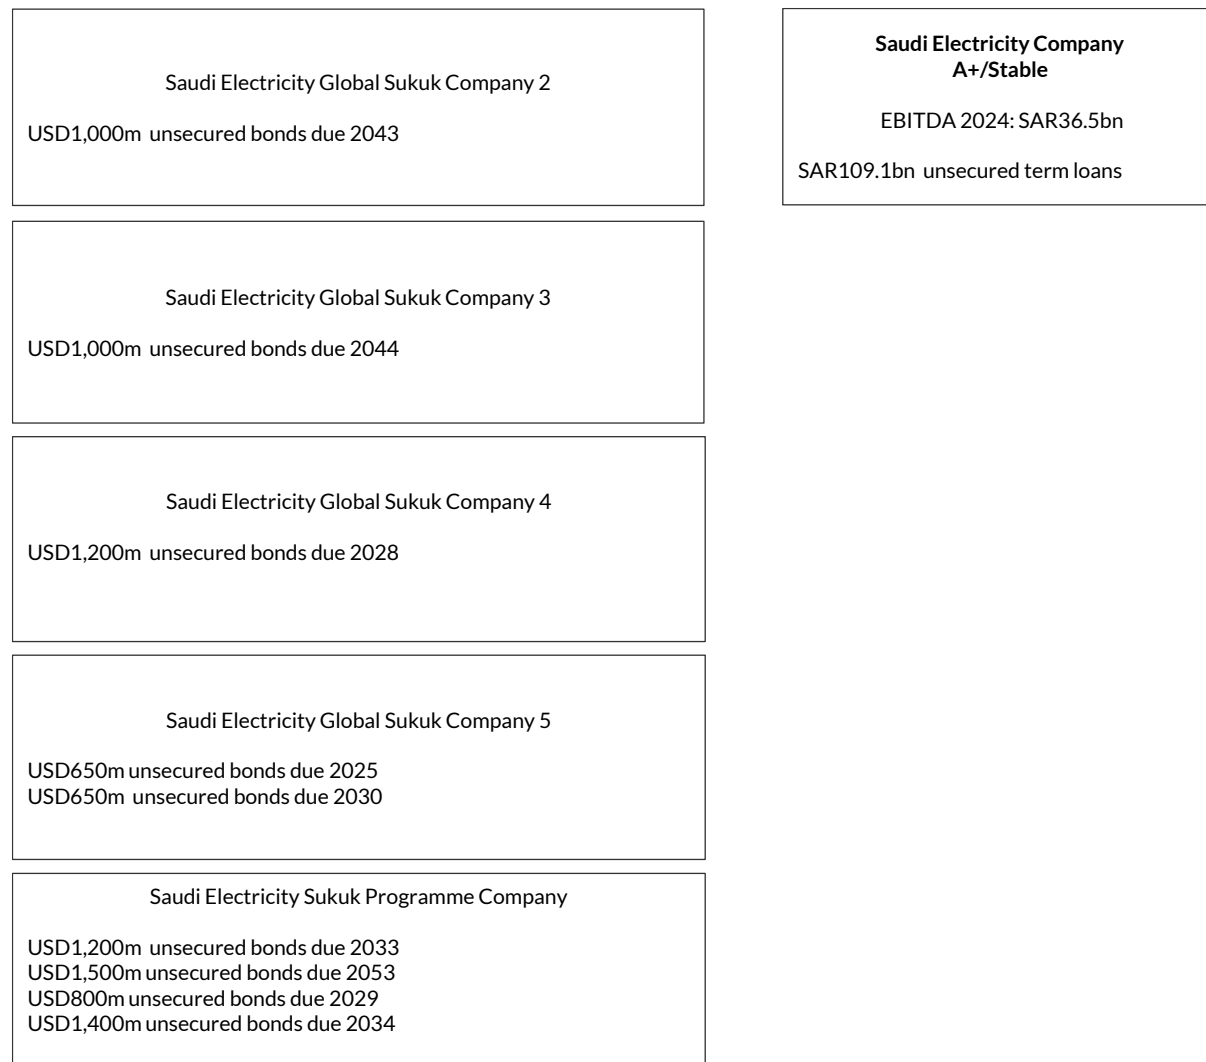 Saudi Electricity Global Sukuk Company 2
USD1,000m unsecured bonds due 2043
Saudi Electricity Company
A+/Stable
EBITDA 2024: SAR36.5bn
SAR109.1bn unsecured term loans
Saudi Electricity Global Sukuk Company 3
USD1,000m unsecured bonds due 2044
Saudi Electricity Global Sukuk Company 4
USD1,200m unsecured bonds due 2028
Saudi Electricity Global Sukuk Company 5
USD650m unsecured bonds due 2025
USD650m unsecured bonds due 2030
Saudi Electricity Sukuk Programme Company
USD1,200m unsecured bonds due 2033
USD1,500m unsecured bonds due 2053
USD800m unsecured bonds due 2029
USD1,400m unsecured bonds due 2034